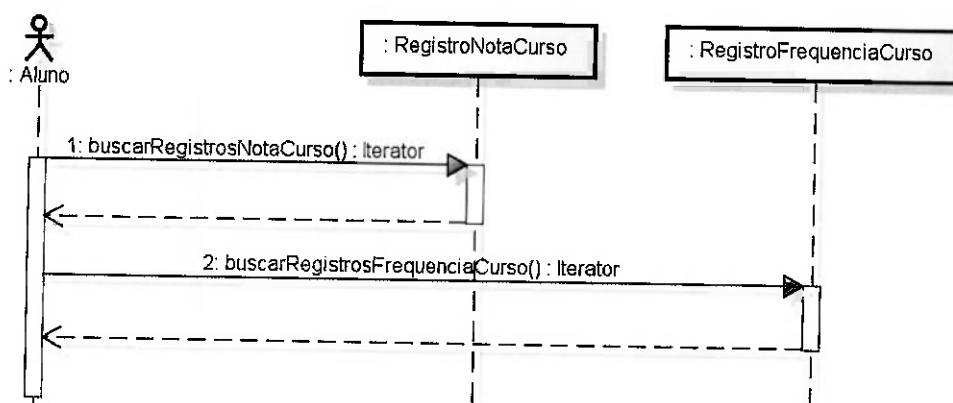 : RegistroNotaCurso
: RegistroFrequenciaCurso
: Aluno
1: buscarRegistrosNotaCurso() : Iterator
2: buscarRegistrosFrequenciaCurso() : Iterator